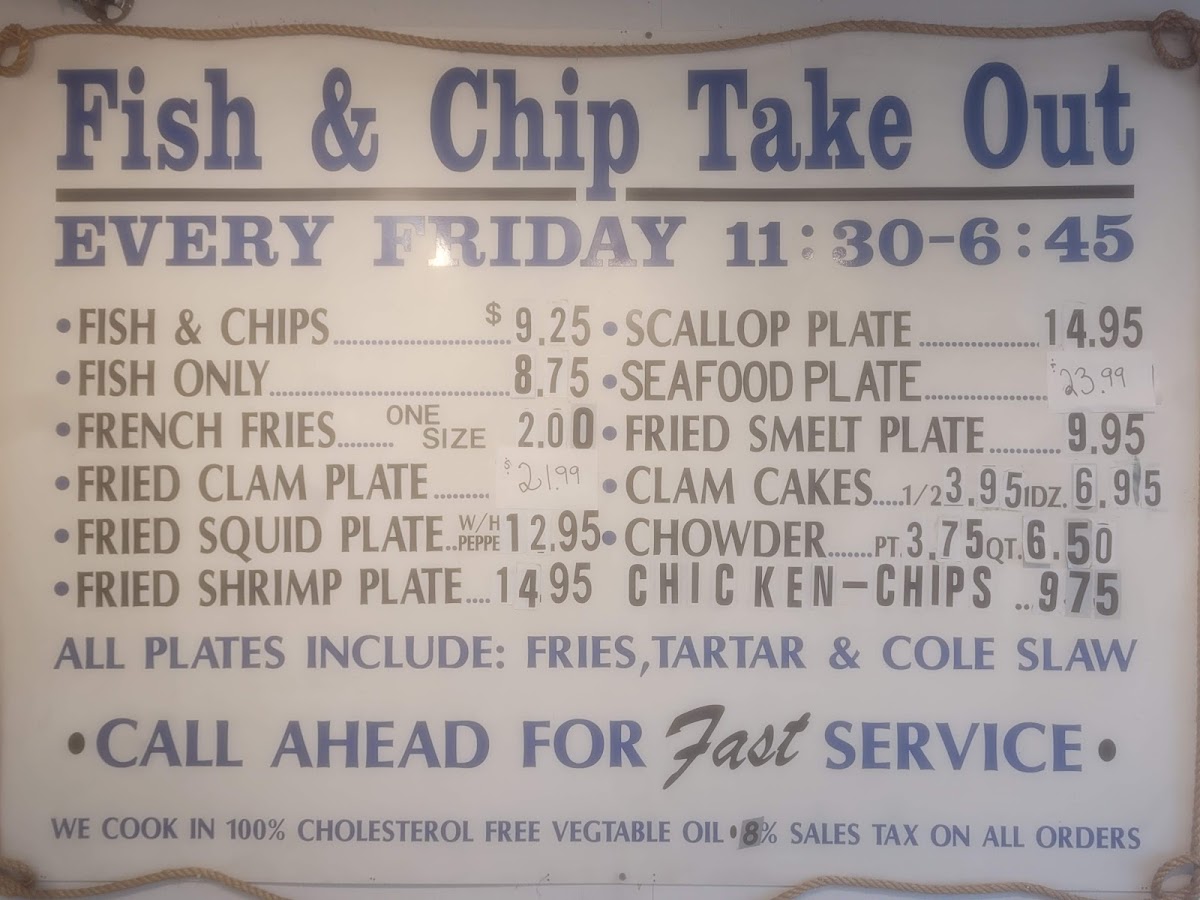 Fish & Chip Take Out
EVERY FRIDAY 11:30-6:45
•FISH & CHIPS.............................$ 9.25
•FISH ONLY.......................................8.75
•FRENCH FRIES......... ONE SIZE 2.00
•FRIED CLAM PLATE......... $21.99
•FRIED SQUID PLATE.. W/H PEPPE 12.95
•FRIED SHRIMP PLATE....14.95
•SCALLOP PLATE....................14.95
•SEAFOOD PLATE....................$23.99
•FRIED SMELT PLATE...........9.95
•CLAM CAKES.....1/2 3.95 1DZ. 6.95
•CHOWDER.......PT. 3.75 QT. 6.50
CHICKEN-CHIPS ..9.75
ALL PLATES INCLUDE: FRIES, TARTAR & COLE SLAW
•CALL AHEAD FOR Fast SERVICE•
WE COOK IN 100% CHOLESTEROL FREE VEGTABLE OIL • 8% SALES TAX ON ALL ORDERS